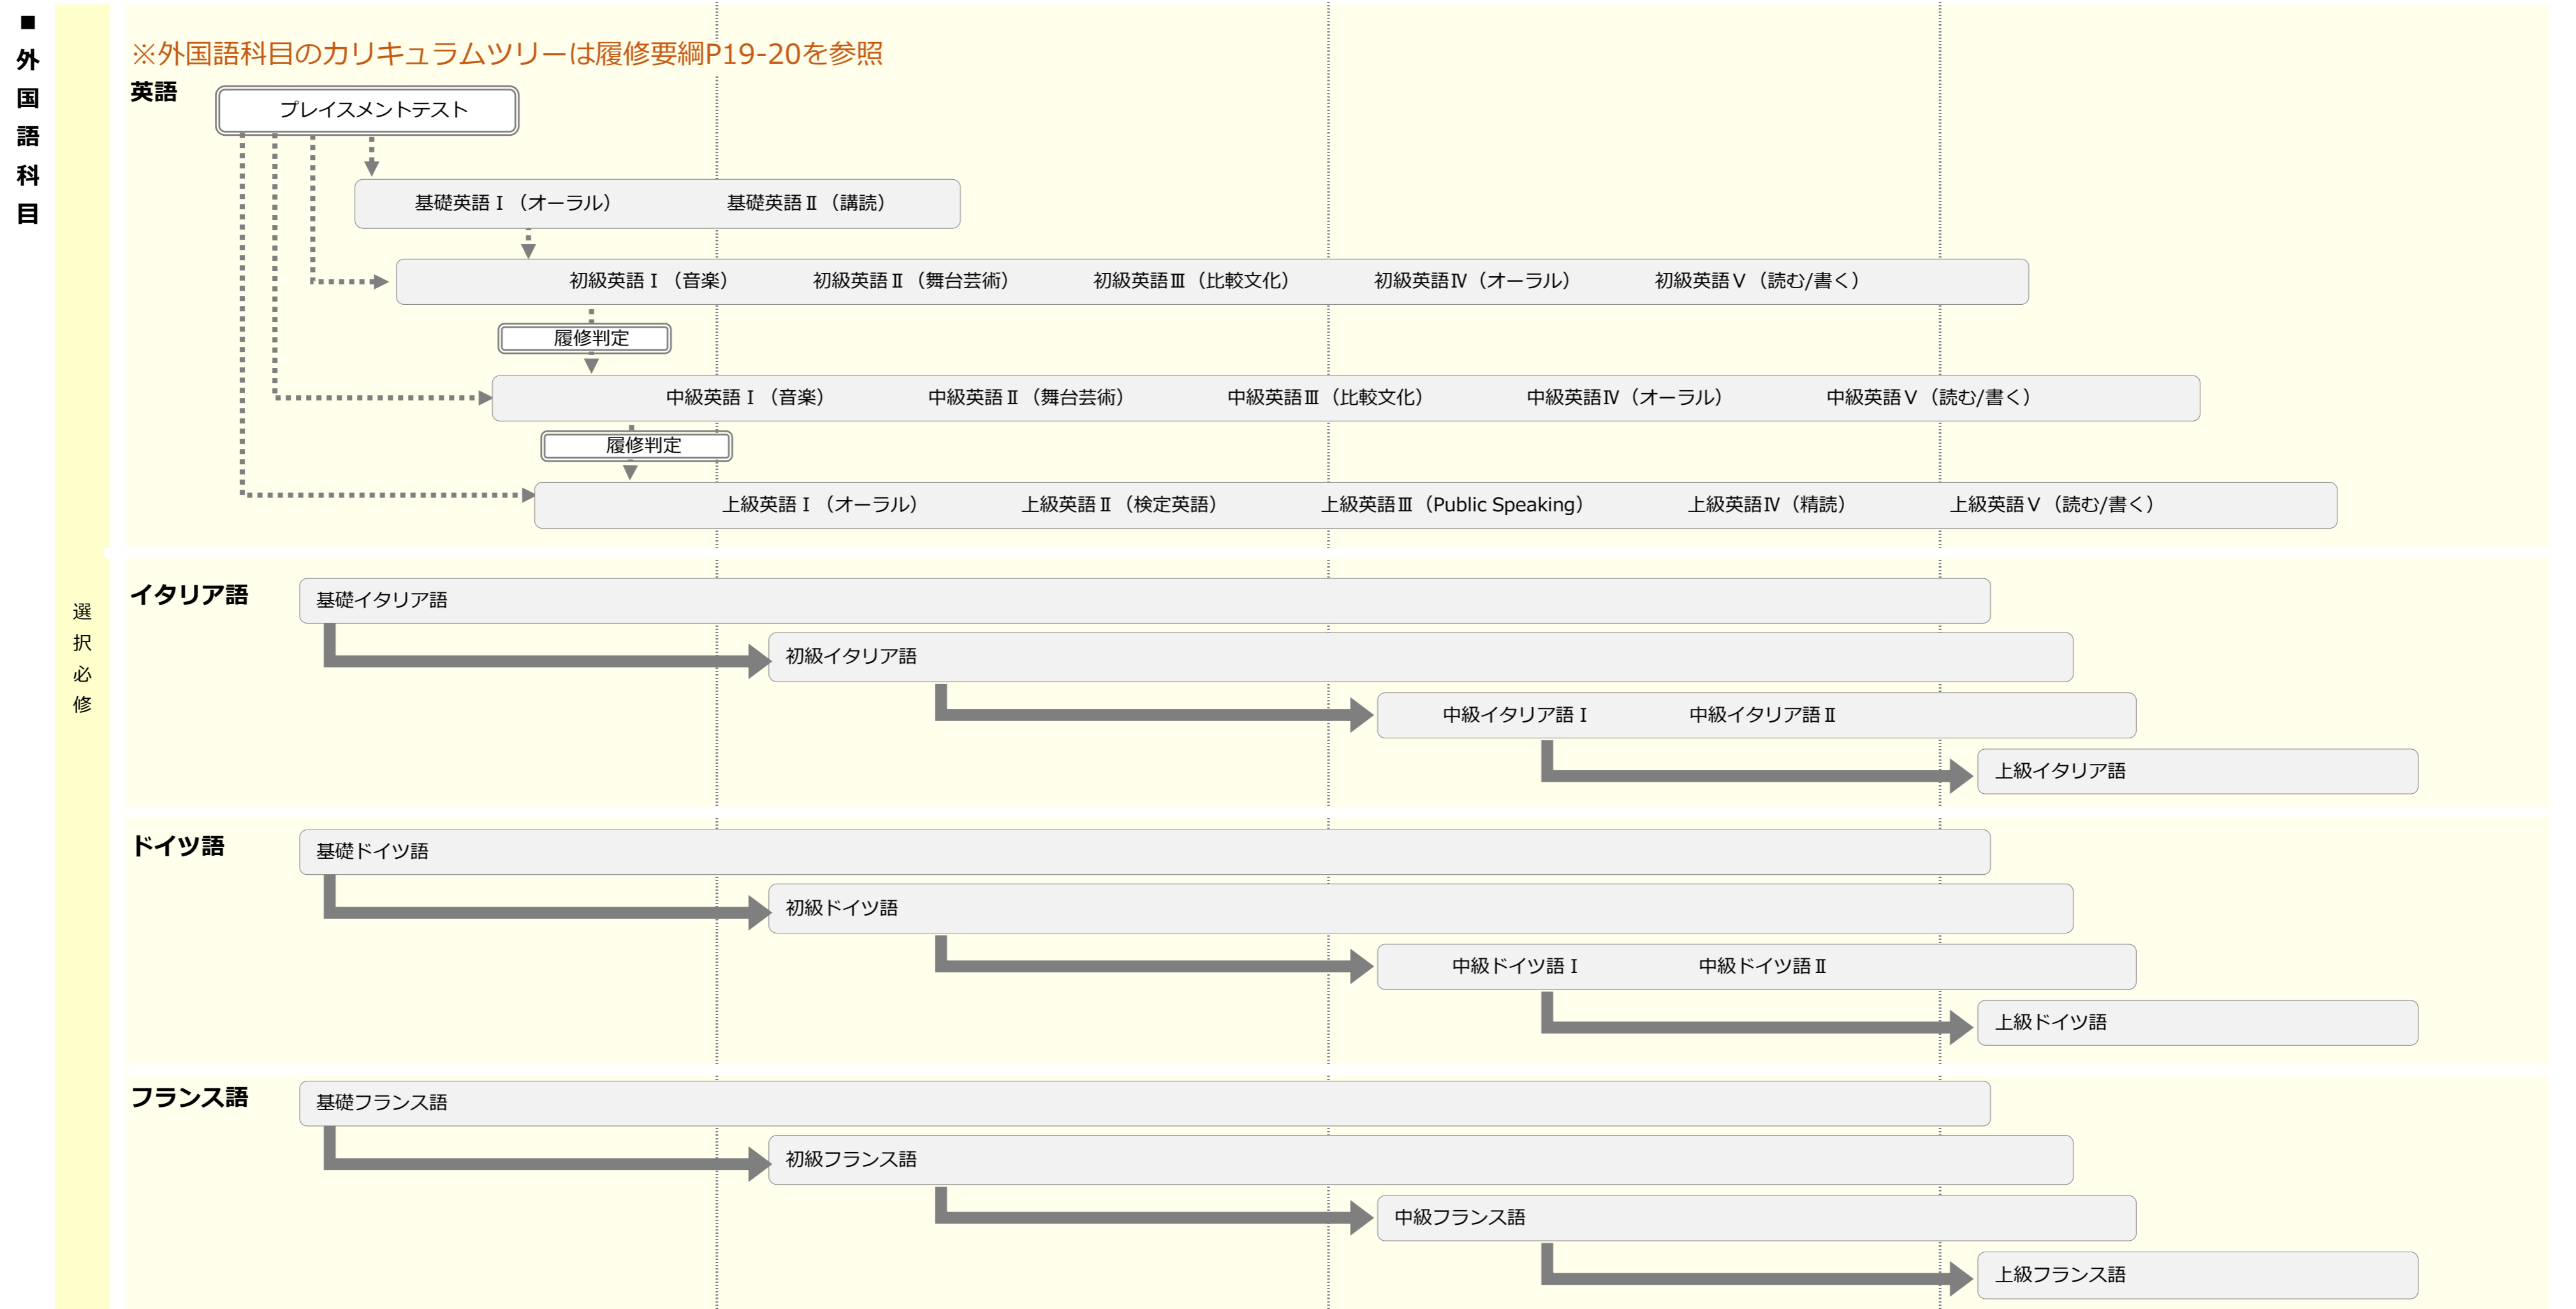 ■外国語科目
※外国語科目のカリキュラムツリーは履修要綱P19-20を参照
英語
プレイスメントテスト
基礎英語Ⅰ（オーラル） 基礎英語Ⅱ（講読）
初級英語Ⅰ（音楽） 初級英語Ⅱ（舞台芸術） 初級英語Ⅲ（比較文化） 初級英語Ⅳ（オーラル） 初級英語Ⅴ（読む/書く）
履修判定
中級英語Ⅰ（音楽） 中級英語Ⅱ（舞台芸術） 中級英語Ⅲ（比較文化） 中級英語Ⅳ（オーラル） 中級英語Ⅴ（読む/書く）
履修判定
上級英語Ⅰ（オーラル） 上級英語Ⅱ（検定英語） 上級英語Ⅲ（Public Speaking） 上級英語Ⅳ（精読） 上級英語Ⅴ（読む/書く）
選択必修
イタリア語
基礎イタリア語
初級イタリア語
中級イタリア語Ⅰ 中級イタリア語Ⅱ
上級イタリア語
ドイツ語
基礎ドイツ語
初級ドイツ語
中級ドイツ語Ⅰ 中級ドイツ語Ⅱ
上級ドイツ語
フランス語
基礎フランス語
初級フランス語
中級フランス語
上級フランス語